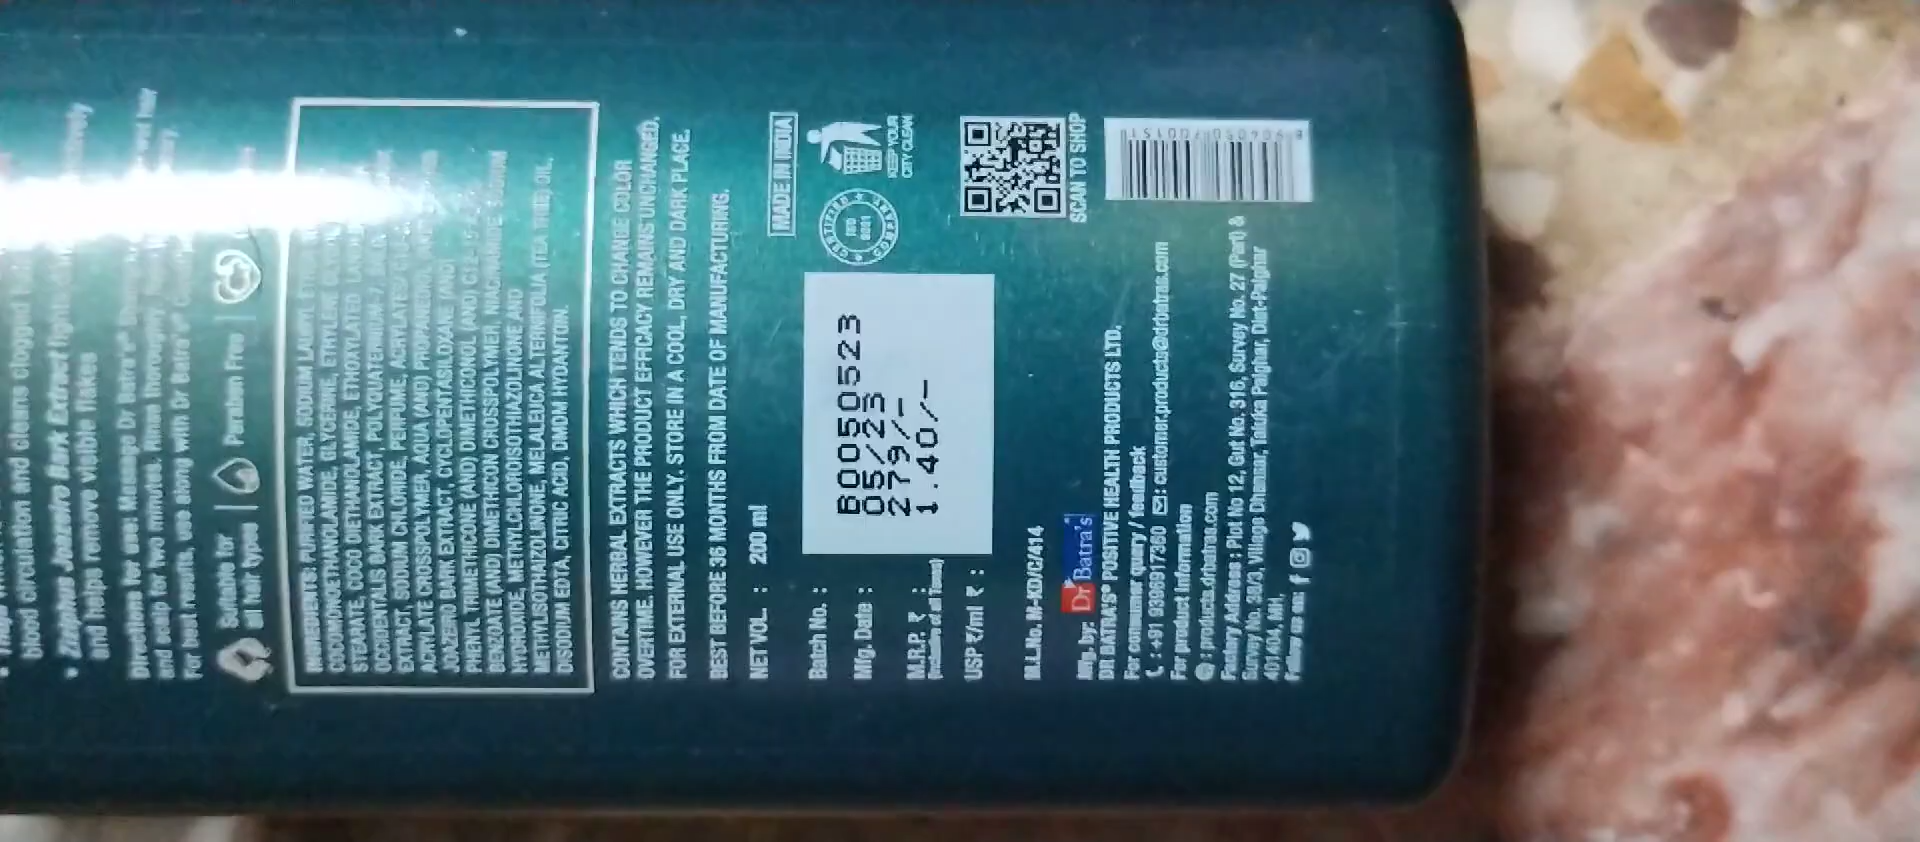 blood circulation and cleans clogged
• Ziziphus Joazeiro Bark Extract fights
and helps remove visible flakes
Directions for use: Massage Dr Batra's®
and scalp for two minutes. Rinse thoroughly.
For best results, use along with Dr Batra's®
Suitable for
all hair types | Paraben Free |
INGREDIENTS: PURIFIED WATER, SODIUM LAURYL
COCOMONOETHANOLAMIDE, GLYCERINE, ETHYLENE
STEARATE, COCO DIETHANOLAMIDE, ETHOXYLATED
OCCIDENTALIS BARK EXTRACT, POLYQUATERNIUM-7,
EXTRACT, SODIUM CHLORIDE, PERFUME,
ACRYLATE CROSSPOLYMER, AQUA (AND)
JOAZERO BARK EXTRACT, CYCLOPENTASILOXANE (AND)
PHENYL TRIMETHICONE (AND) DIMETHICONOL (AND)
BENZOATE (AND) DIMETHICON CROSSPOLYMER, NIACINAMIDE, SODIUM
HYDROXIDE, METHYLCHLOROISOTHIAZOLINONE AND
METHYLISOTHAIZOLINONE, MELALEUCA ALTERNIFOLIA (TEA TREE) OIL,
DISODIUM EDTA, CITRIC ACID, DMDM HYDANTOIN.
CONTAINS HERBAL EXTRACTS WHICH TENDS TO CHANGE COLOR
OVERTIME. HOWEVER THE PRODUCT EFFICACY REMAINS UNCHANGED.
FOR EXTERNAL USE ONLY. STORE IN A COOL, DRY AND DARK PLACE.
BEST BEFORE 36 MONTHS FROM DATE OF MANUFACTURING.
NET VOL. : 200 ml
MADE IN INDIA
KEEP YOUR
CITY CLEAN
CERTIFIED
ISO
9001
COMPANY
Batch No. : B0050523
Mfg. Date : 05/23
M.R.P. ₹ : 279/-
(Inclusive of all Taxes)
USP ₹/ml ₹ : 1.40/-
SCAN TO SHOP
M.L.No. M-KD/C/414
Mfg. by: Dr Batra's®
DR BATRA'S® POSITIVE HEALTH PRODUCTS LTD.
For consumer query / feedback
: +91 9396917360 : customer.products@drbatras.com
For product information
: products.drbatras.com
Factory Address : Plot No 12, Gut No. 316, Survey No. 27 (Part) &
Survey No. 38/3, Village Dhansar, Taluka Palghar, Dist-Palghar
401404, MH.
Follow us on: